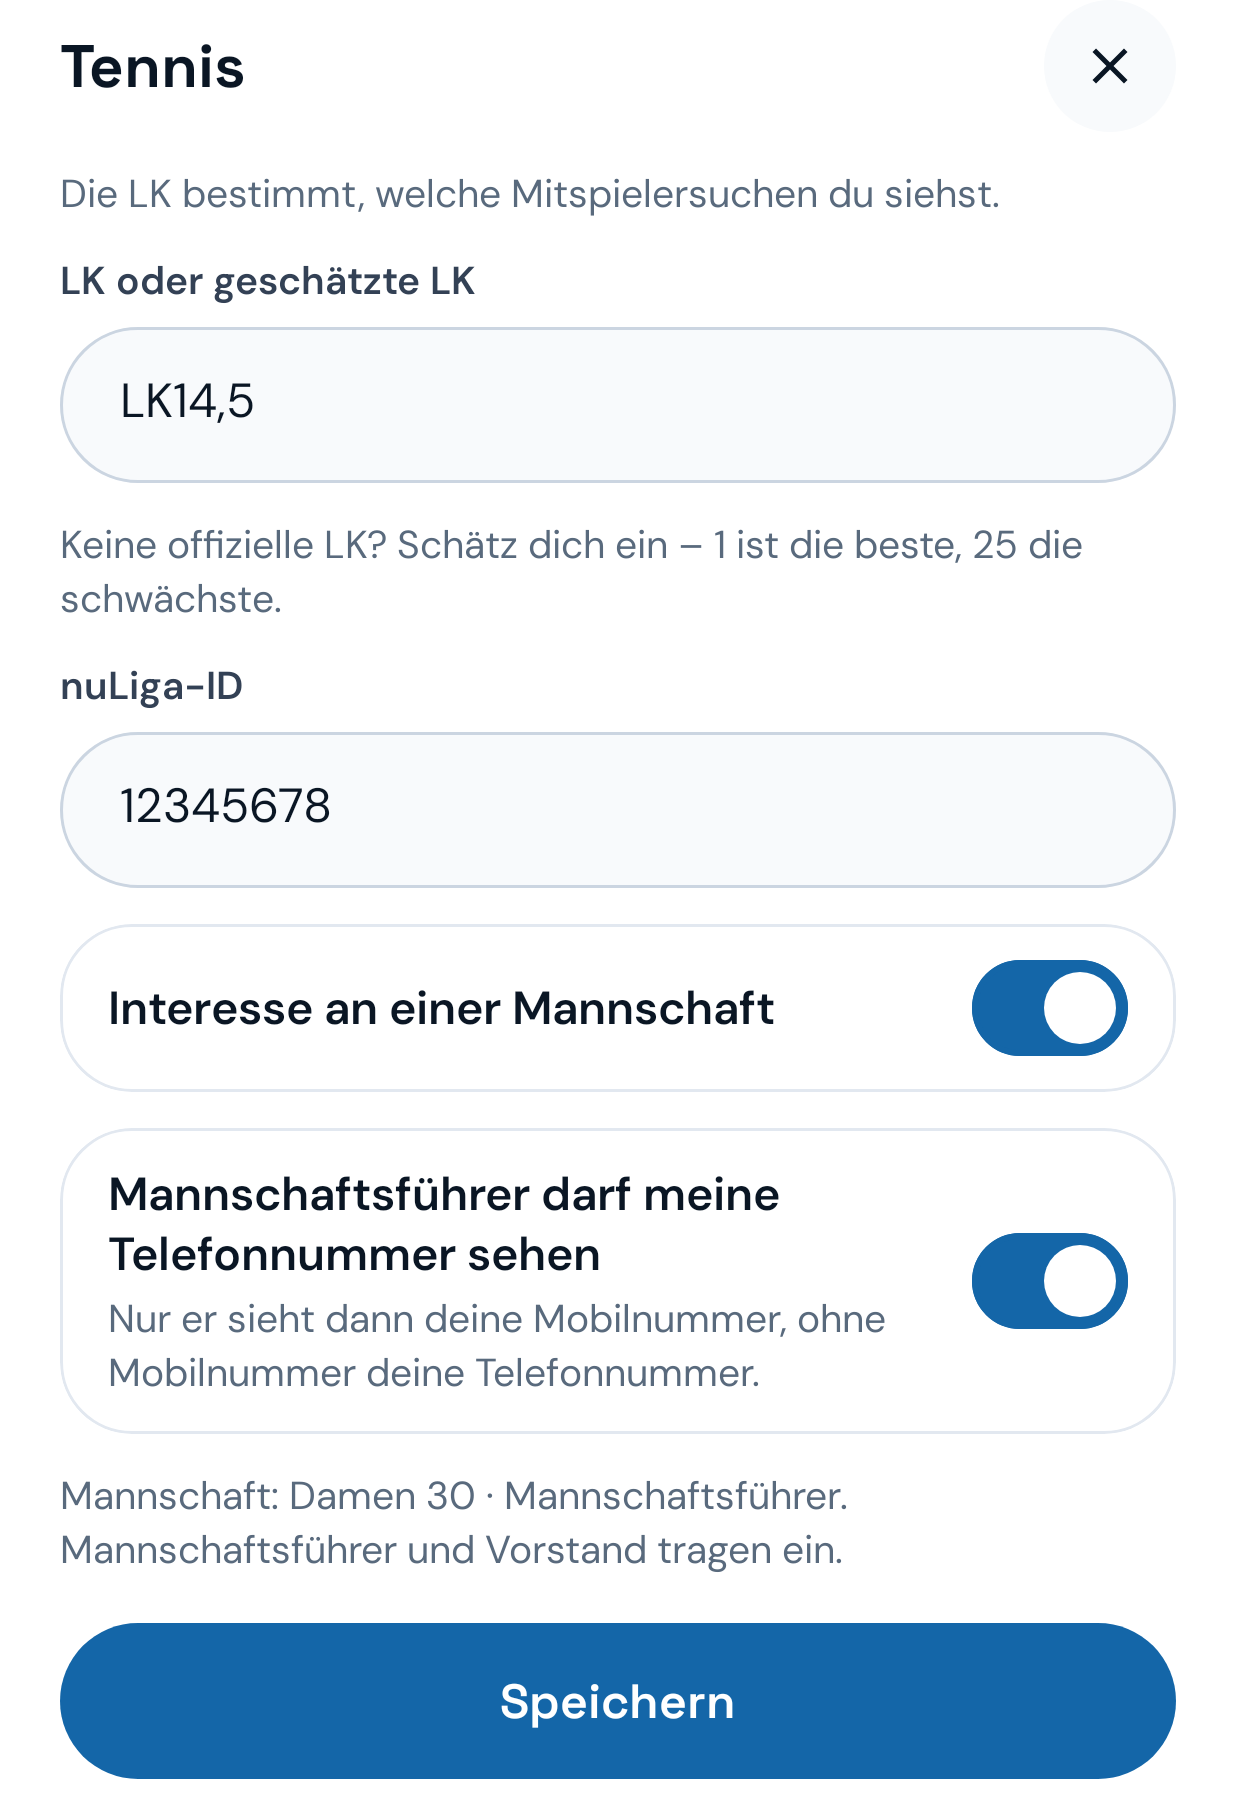 Tennis
Die LK bestimmt, welche Mitspielersuchen du siehst.
LK oder geschätzte LK
LK14,5
Keine offizielle LK? Schätz dich ein – 1 ist die beste, 25 die
schwächste.
nuLiga-ID
12345678
Interesse an einer Mannschaft
Mannschaftsführer darf meine
Telefonnummer sehen
Nur er sieht dann deine Mobilnummer, ohne
Mobilnummer deine Telefonnummer.
Mannschaft: Damen 30 · Mannschaftsführer.
Mannschaftsführer und Vorstand tragen ein.
Speichern